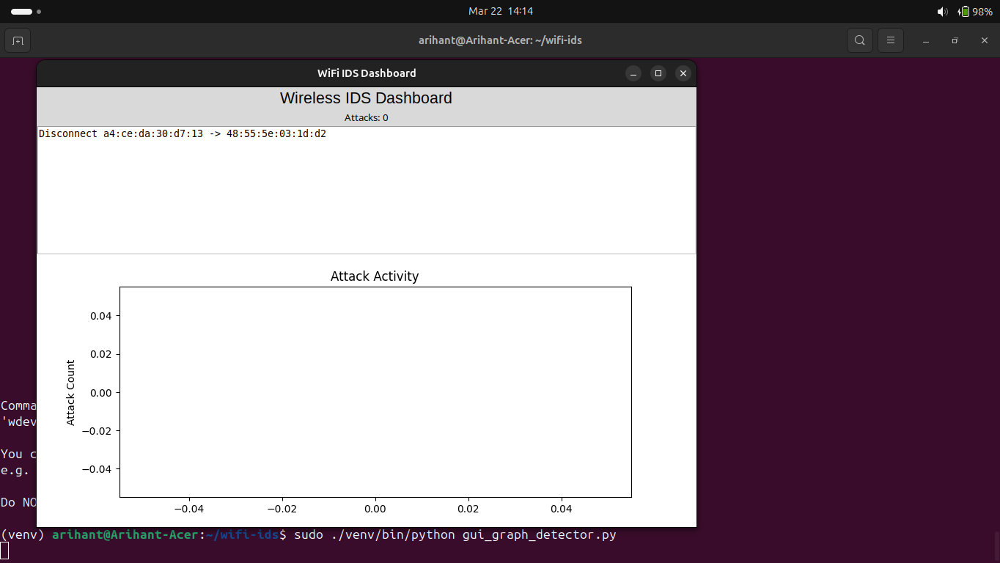 Mar 22 14:14
98%
arihant@Arihant-Acer: ~/wifi-ids
WiFi IDS Dashboard
Wireless IDS Dashboard
Attacks: 0
Disconnect a4:ce:da:30:d7:13 -> 48:55:5e:03:1d:d2
Attack Activity
0.04
0.02
0.00
−0.02
−0.04
Attack Count
−0.04 −0.02 0.00 0.02 0.04
Comma
'wdev
You c
e.g.
Do NO
(venv) arihant@Arihant-Acer:~/wifi-ids$ sudo ./venv/bin/python gui_graph_detector.py